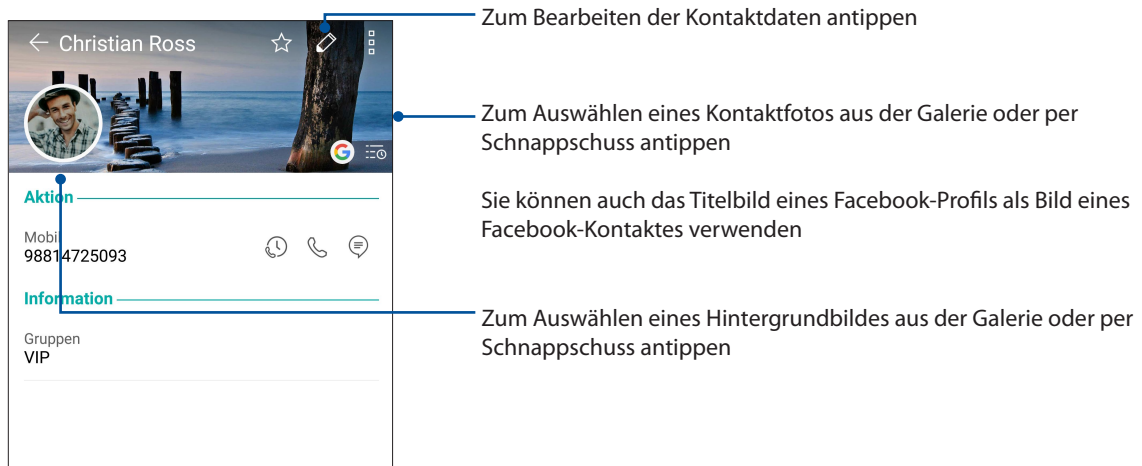 Zum Bearbeiten der Kontaktdaten antippen
Christian Ross
Zum Auswählen eines Kontaktfotos aus der Galerie oder per
Schnappschuss antippen
G
Sie können auch das Titelbild eines Facebook-Profils als Bild eines
Facebook-Kontaktes verwenden
Aktion
Mobil
98814725093
Information
Zum Auswählen eines Hintergrundbildes aus der Galerie oder per
Schnappschuss antippen
Gruppen
VIP